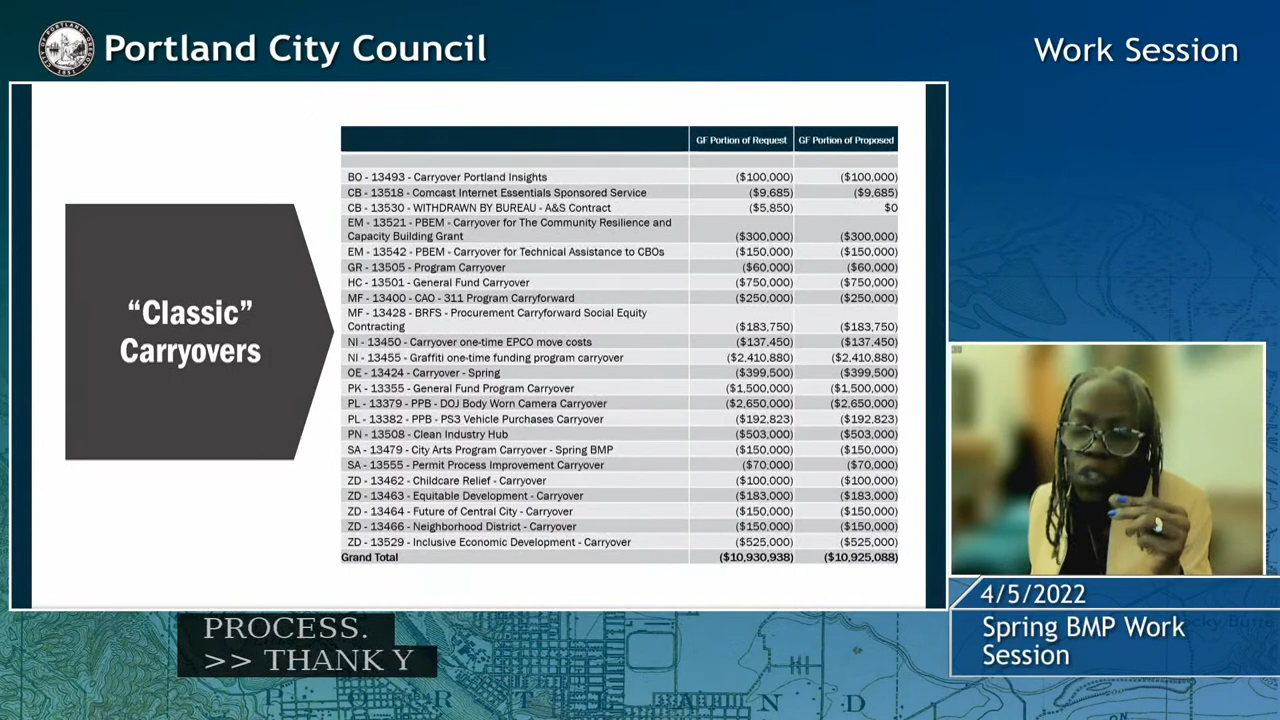 Portland City Council
Work Session
GF Portion of Request GF Portion of Proposed
BO - 13493 - Carryover Portland Insights ($100,000) ($100,000)
CB - 13518 - Comcast Internet Essentials Sponsored Service ($9,685) ($9,685)
CB - 13530 - WITHDRAWN BY BUREAU - A&S Contract ($5,850) $0
EM - 13521 - PBEM - Carryover for The Community Resilience and
Capacity Building Grant ($300,000) ($300,000)
EM - 13542 - PBEM - Carryover for Technical Assistance to CBOs ($150,000) ($150,000)
GR - 13505 - Program Carryover ($60,000) ($60,000)
HC - 13501 - General Fund Carryover ($750,000) ($750,000)
MF - 13400 - CAO - 311 Program Carryforward ($250,000) ($250,000)
MF - 13428 - BRFS - Procurement Carryforward Social Equity
Contracting ($183,750) ($183,750)
NI - 13450 - Carryover one-time EPCO move costs ($137,450) ($137,450)
NI - 13455 - Graffiti one-time funding program carryover ($2,410,880) ($2,410,880)
OE - 13424 - Carryover - Spring ($399,500) ($399,500)
PK - 13355 - General Fund Program Carryover ($1,500,000) ($1,500,000)
PL - 13379 - PPB - DOJ Body Worn Camera Carryover ($2,650,000) ($2,650,000)
PL - 13382 - PPB - PS3 Vehicle Purchases Carryover ($192,823) ($192,823)
PN - 13508 - Clean Industry Hub ($503,000) ($503,000)
SA - 13479 - City Arts Program Carryover - Spring BMP ($150,000) ($150,000)
SA - 13555 - Permit Process Improvement Carryover ($70,000) ($70,000)
ZD - 13462 - Childcare Relief - Carryover ($100,000) ($100,000)
ZD - 13463 - Equitable Development - Carryover ($183,000) ($183,000)
ZD - 13464 - Future of Central City - Carryover ($150,000) ($150,000)
ZD - 13466 - Neighborhood District - Carryover ($150,000) ($150,000)
ZD - 13529 - Inclusive Economic Development - Carryover ($525,000) ($525,000)
Grand Total ($10,930,938) ($10,925,088)
“Classic”
Carryovers
4/5/2022
Spring BMP Work
Session
PROCESS.
>> THANK Y
P O R T L A N D